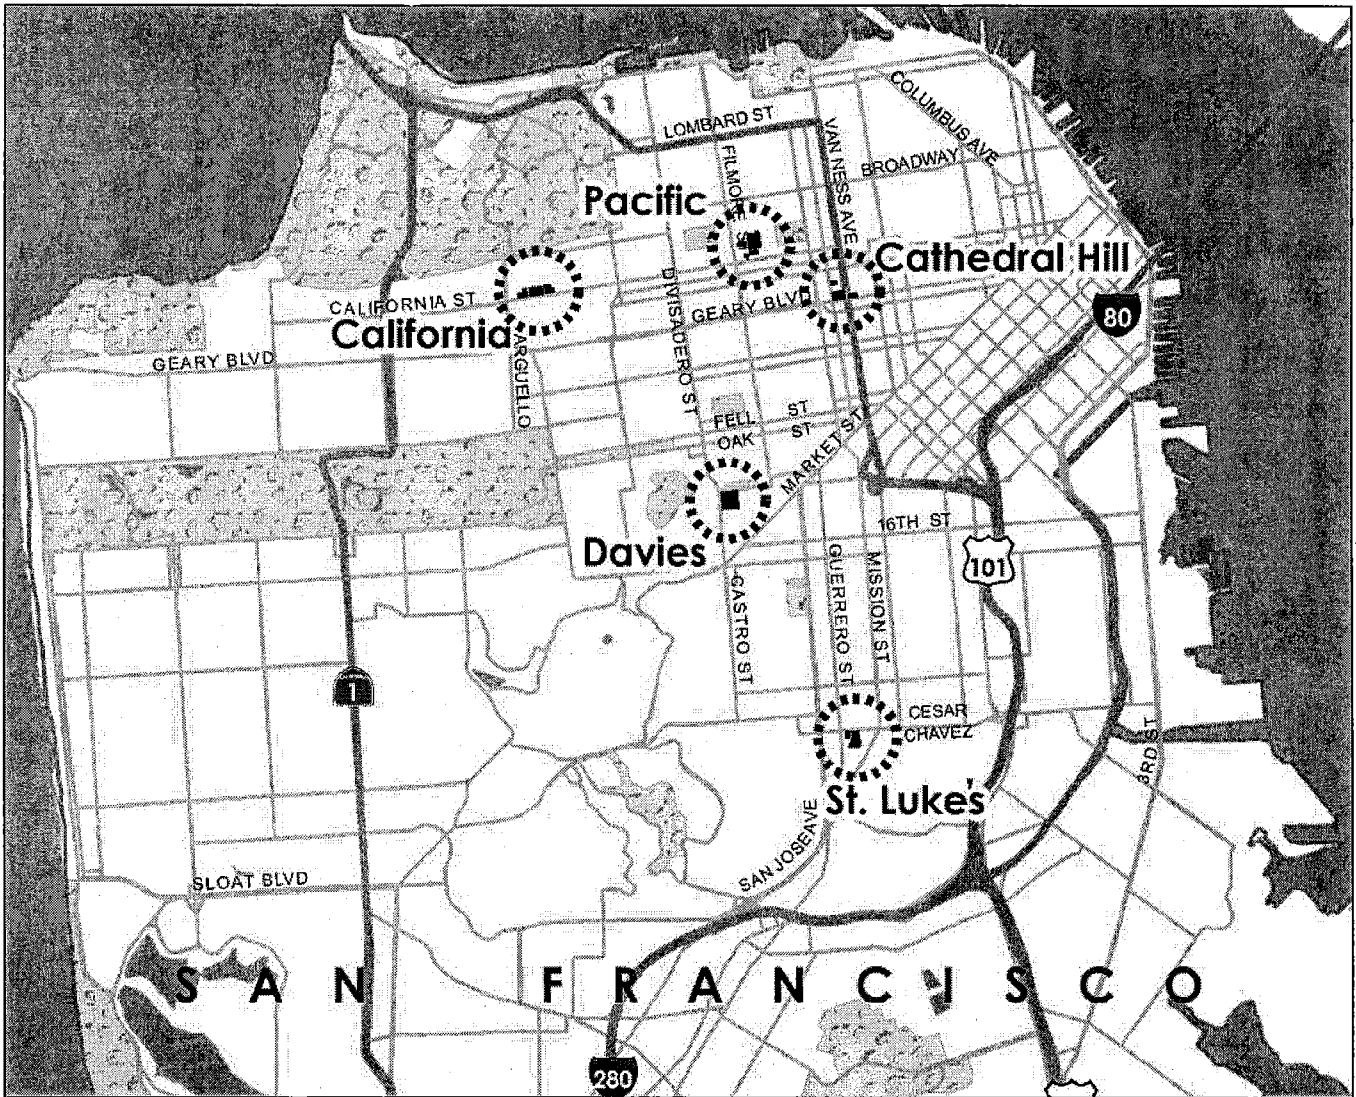 COLUMBUS AVE
LOMBARD ST
VAN NESS AVE
BROADWAY
FILMORE ST
Pacific
Cathedral Hill
DIVISADERO ST
CALIFORNIA ST
GEARY BLVD
80
California
ARGUELLO
GEARY BLVD
FELL ST
OAK ST
MARKET ST
16TH ST
Davies
101
CASTRO ST
GUERRERO ST
MISSION ST
CALIFORNIA
1
CESAR
CHAVEZ
3RD ST
St. Luke's
SAN JOSE AVE
SLOAT BLVD
SAN FRANCISCO
280